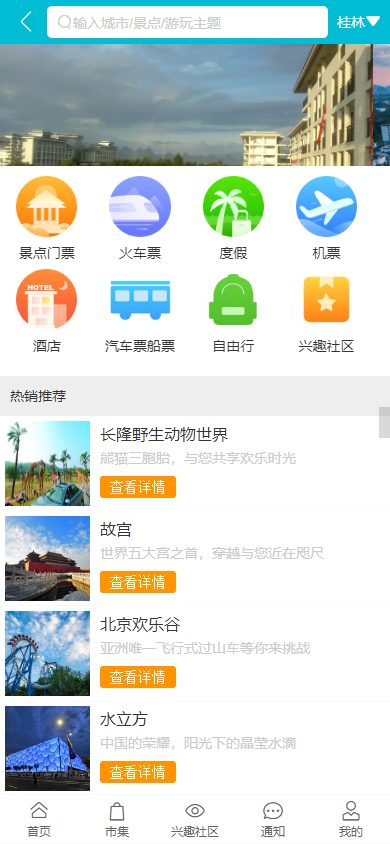 输入城市/景点/游玩主题
桂林
景点门票
火车票
度假
机票
HOTEL
酒店
汽车票船票
自由行
兴趣社区
热销推荐
长隆野生动物世界
熊猫三胞胎，与您共享欢乐时光
查看详情
故宫
世界五大宫之首，穿越与您近在咫尺
查看详情
北京欢乐谷
亚洲唯一飞行式过山车等你来挑战
查看详情
水立方
中国的荣耀，阳光下的晶莹水滴
查看详情
首页
市集
兴趣社区
通知
我的